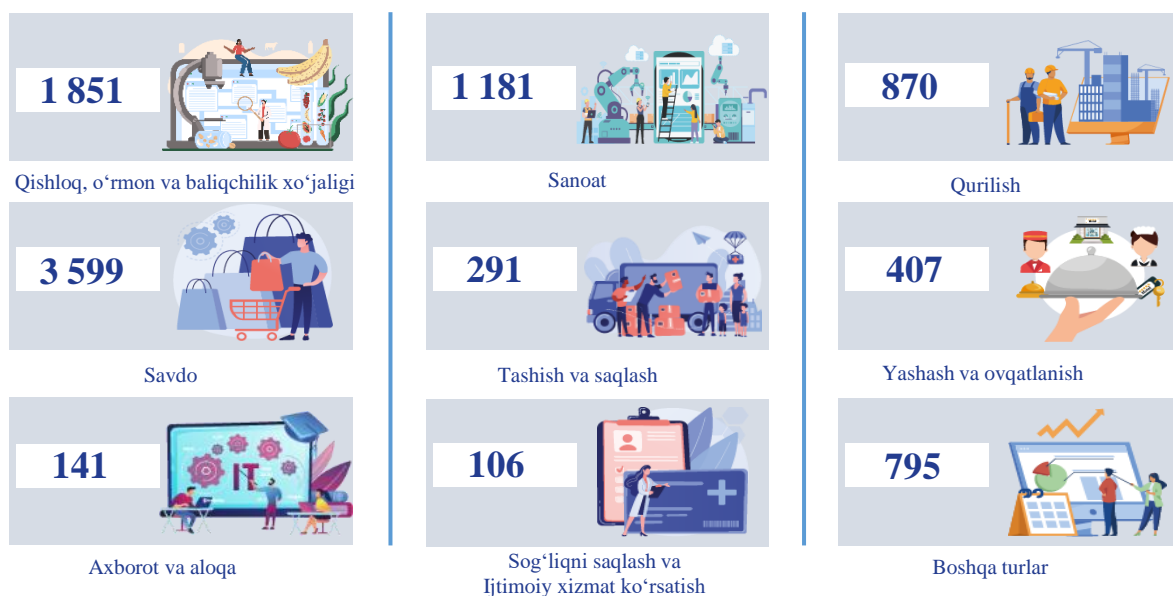 1 851
Qishloq, o‘rmon va baliqchilik xo‘jaligi
1 181
Sanoat
870
Qurilish
3 599
Savdo
291
Tashish va saqlash
407
Yashash va ovqatlanish
141
IT
Axborot va aloqa
106
Sog‘liqni saqlash va
Ijtimoiy xizmat ko‘rsatish
795
Boshqa turlar